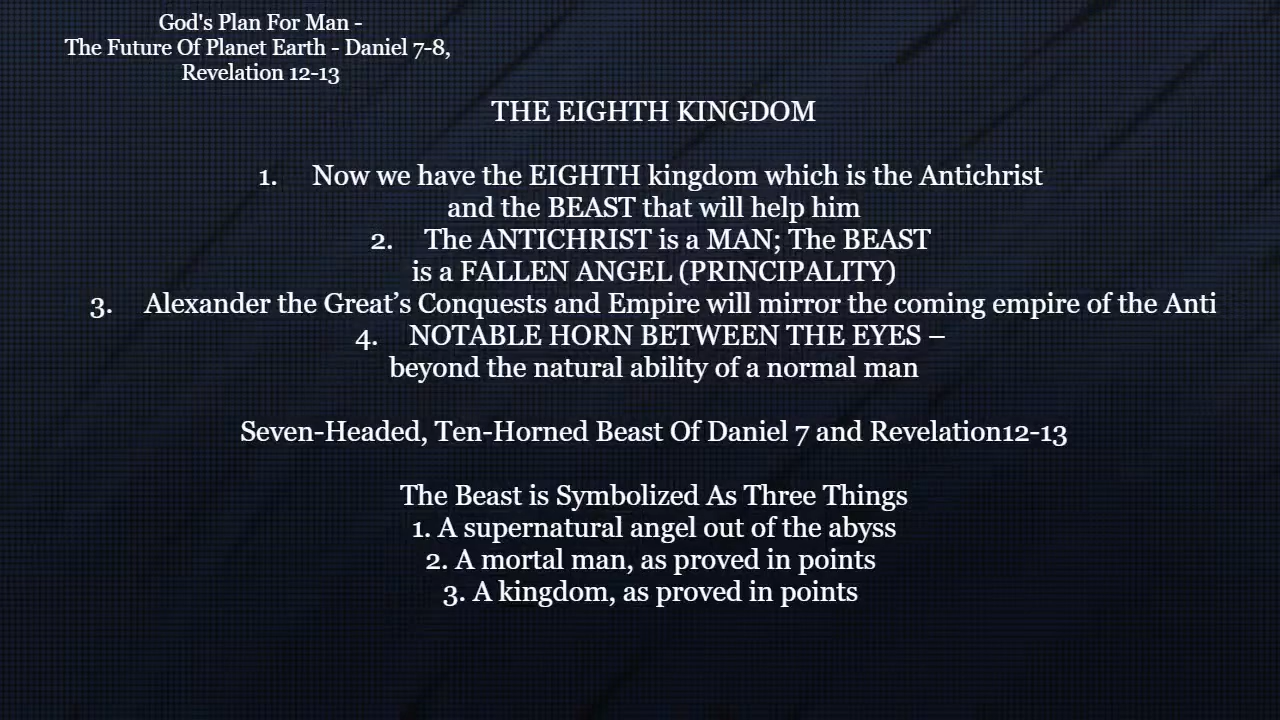 God's Plan For Man -
The Future Of Planet Earth - Daniel 7-8,
Revelation 12-13
THE EIGHTH KINGDOM
1. Now we have the EIGHTH kingdom which is the Antichrist
and the BEAST that will help him
2. The ANTICHRIST is a MAN; The BEAST
is a FALLEN ANGEL (PRINCIPALITY)
3. Alexander the Great’s Conquests and Empire will mirror the coming empire of the Anti
4. NOTABLE HORN BETWEEN THE EYES –
beyond the natural ability of a normal man
Seven-Headed, Ten-Horned Beast Of Daniel 7 and Revelation12-13
The Beast is Symbolized As Three Things
1. A supernatural angel out of the abyss
2. A mortal man, as proved in points
3. A kingdom, as proved in points